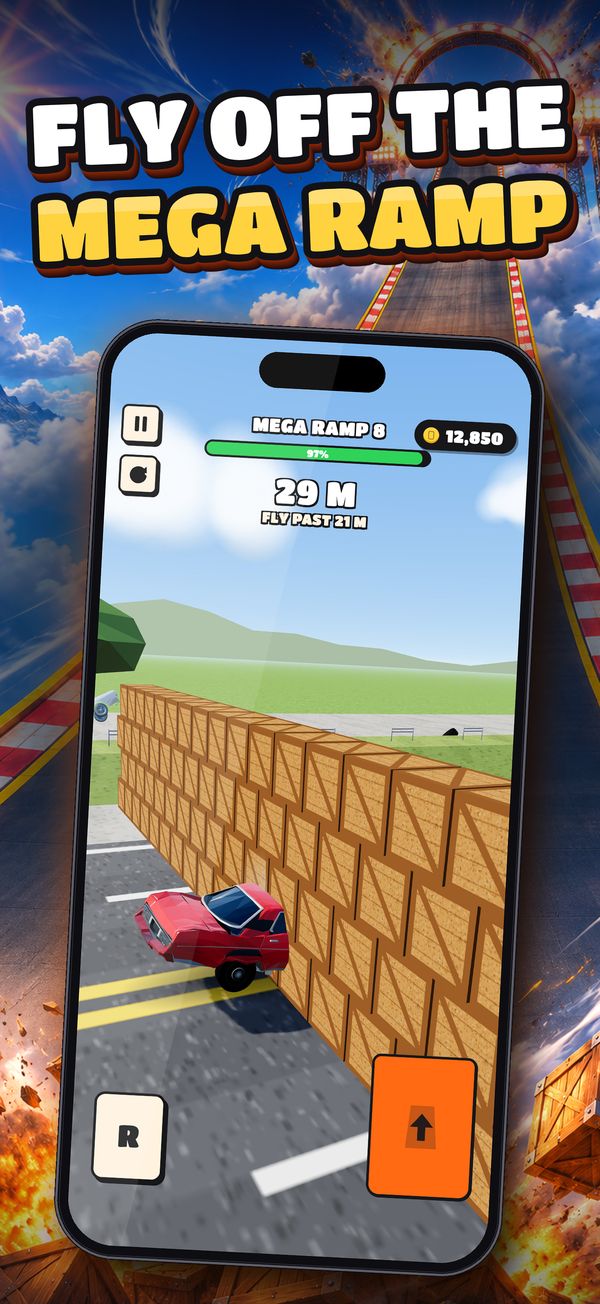 FLY OFF THE
MEGA RAMP
MEGA RAMP 8
12,850
97%
29 M
FLY PAST 21 M
R